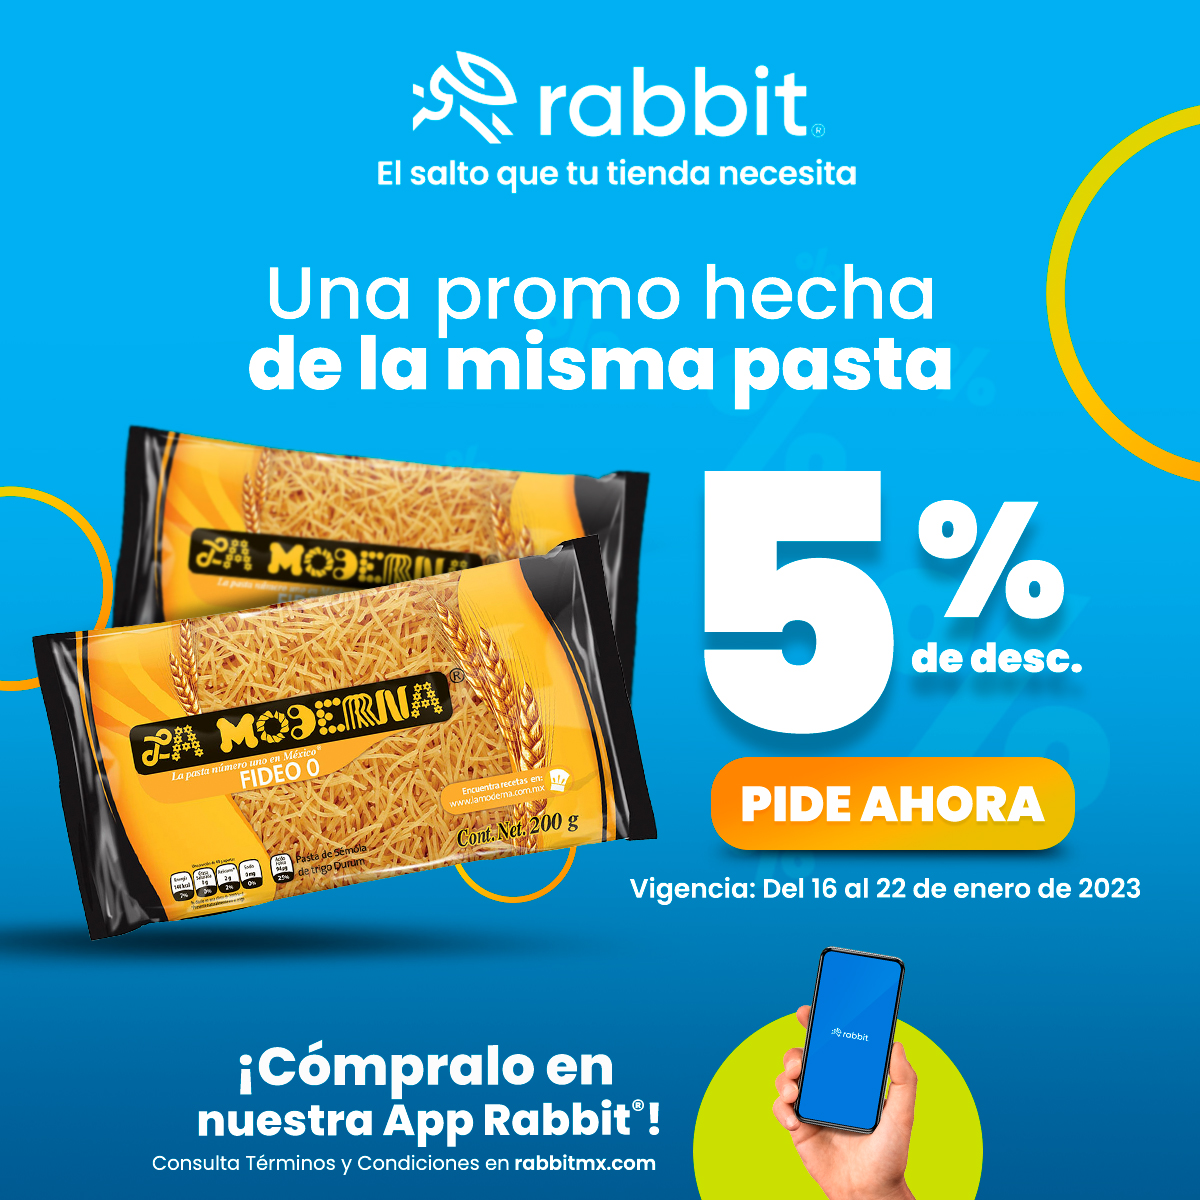 rabbit®
El salto que tu tienda necesita
Una promo hecha
de la misma pasta
5%
de desc.
PIDE AHORA
Vigencia: Del 16 al 22 de enero de 2023
LA MODERNA
LA MODERNA®
La pasta número uno en México®
FIDEO 0
Encuentra recetas en:
www.lamoderna.com.mx
Cont. Net. 200 g
Pasta de Sémola
de trigo Durum
rabbit
¡Cómpralo en
nuestra App Rabbit®!
Consulta Términos y Condiciones en rabbitmx.com